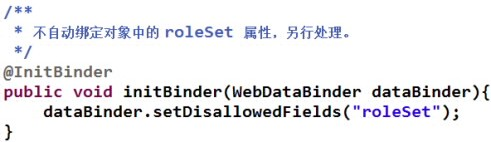 /**
 * 不自动绑定对象中的 roleSet 属性，另行处理。
 */
@InitBinder
public void initBinder(WebDataBinder dataBinder){
    dataBinder.setDisallowedFields("roleSet");
}